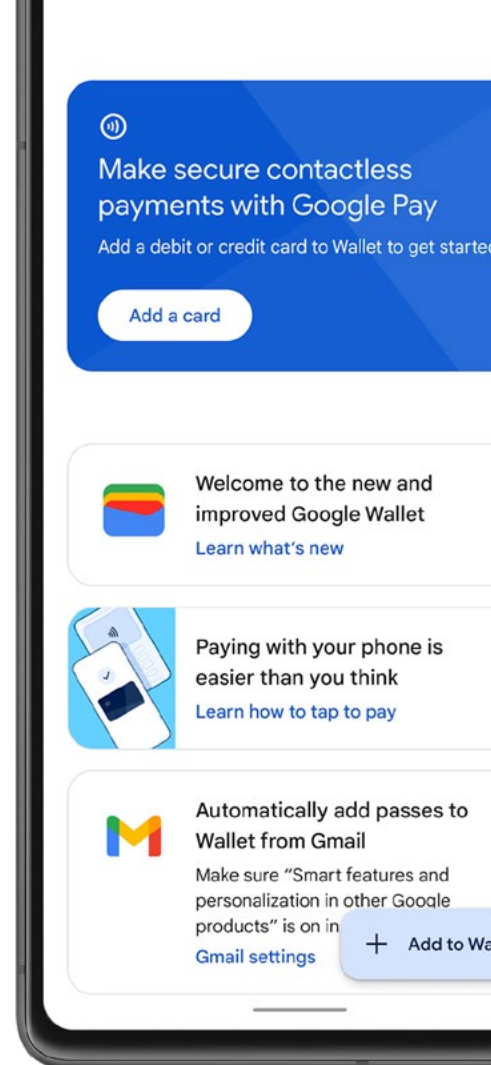 Make secure contactless
payments with Google Pay
Add a debit or credit card to Wallet to get started
Add a card
Welcome to the new and
improved Google Wallet
Learn what's new
Paying with your phone is
easier than you think
Learn how to tap to pay
Automatically add passes to
Wallet from Gmail
Make sure “Smart features and
personalization in other Google
products” is on in
Gmail settings
+ Add to Wa